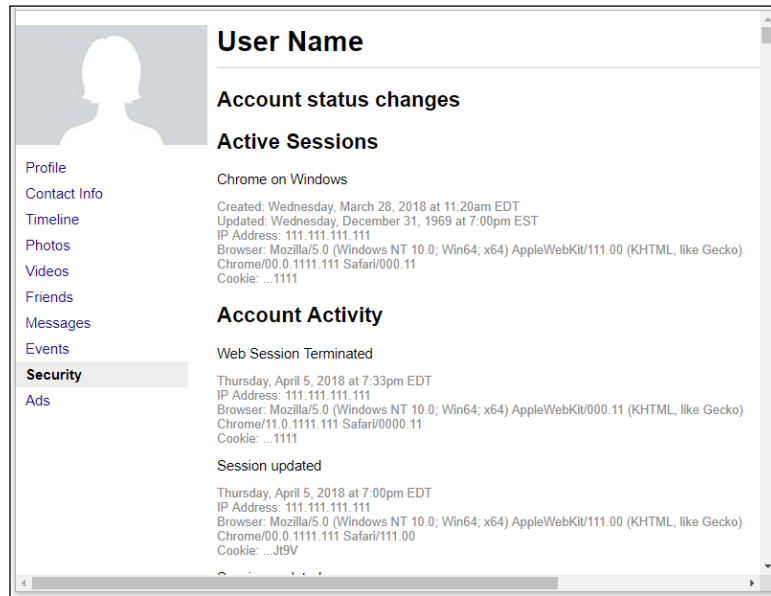 User Name
Account status changes
Active Sessions
Profile
Contact Info
Timeline
Photos
Videos
Friends
Messages
Events
Security
Ads
Chrome on Windows
Created: Wednesday, March 28, 2018 at 11:20am EDT
Updated: Wednesday, December 31, 1969 at 7:00pm EST
IP Address: 111.111.111.111
Browser: Mozilla/5.0 (Windows NT 10.0; Win64; x64) AppleWebKit/111.00 (KHTML, like Gecko)
Chrome/00.0.1111.111 Safari/000.11
Cookie: ...1111
Account Activity
Web Session Terminated
Thursday, April 5, 2018 at 7:33pm EDT
IP Address: 111.111.111.111
Browser: Mozilla/5.0 (Windows NT 10.0; Win64; x64) AppleWebKit/000.11 (KHTML, like Gecko)
Chrome/11.0.1111.111 Safari/0000.11
Cookie: ...1111
Session updated
Thursday, April 5, 2018 at 7:00pm EDT
IP Address: 111.111.111.111
Browser: Mozilla/5.0 (Windows NT 10.0; Win64; x64) AppleWebKit/111.00 (KHTML, like Gecko)
Chrome/00.0.1111.111 Safari/111.00
Cookie: ...Jt9V